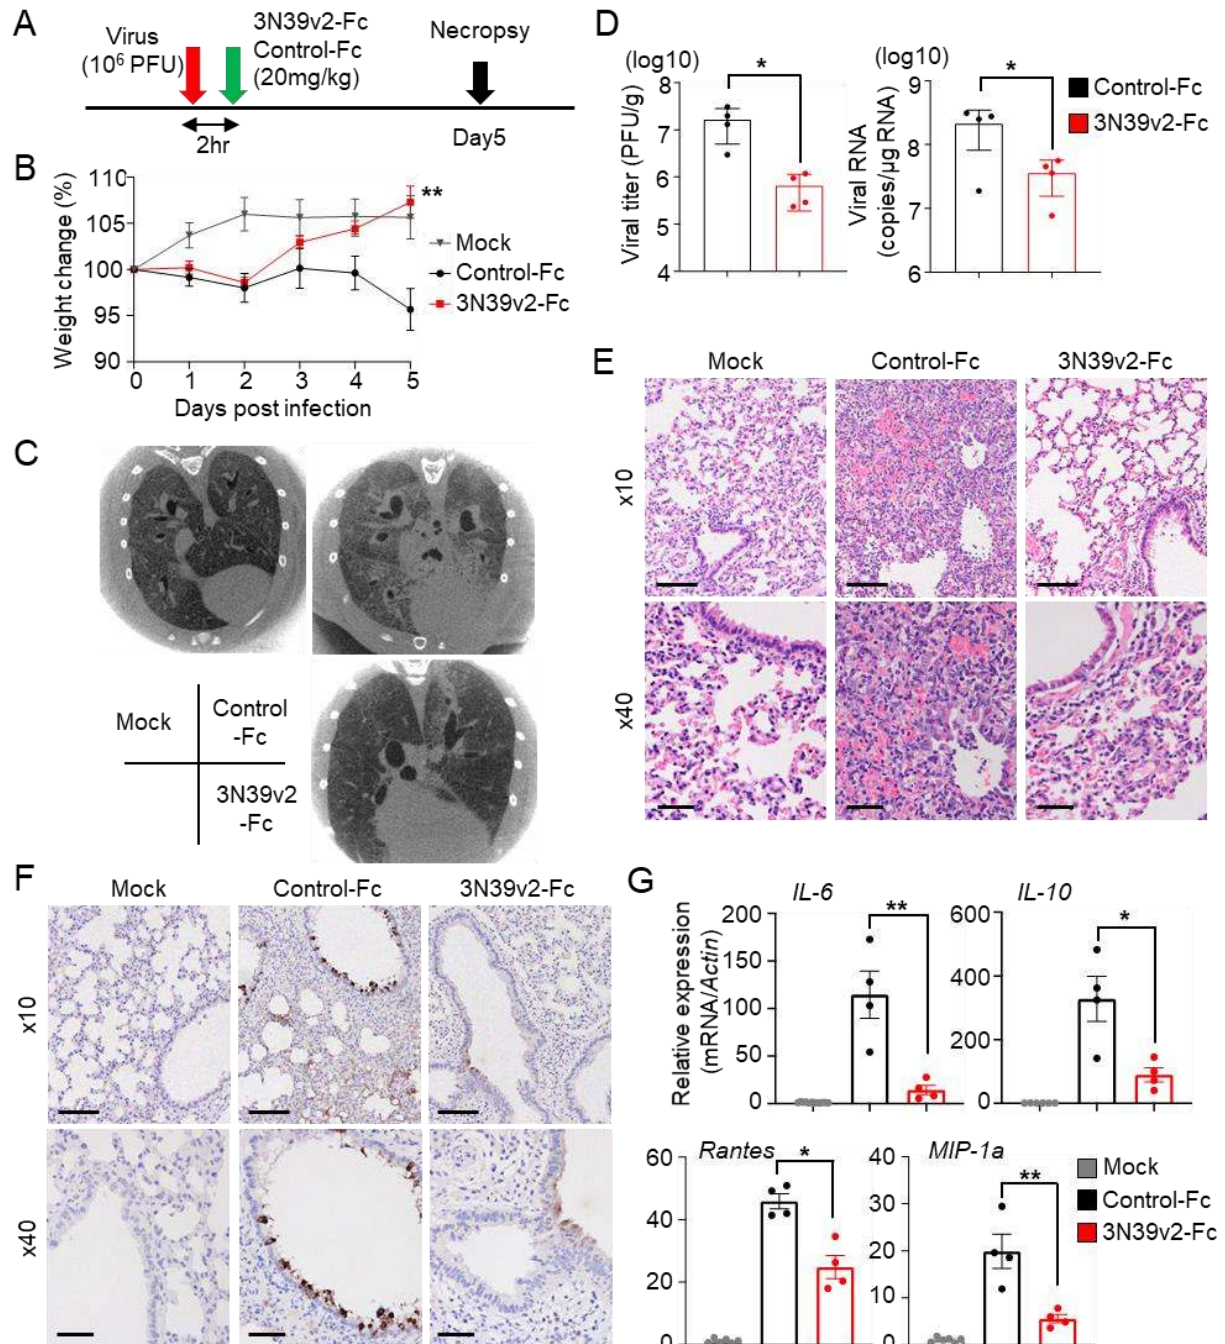 A
Virus
(10⁶ PFU)
3N39v2-Fc
Control-Fc
(20mg/kg)
Necropsy
2hr
Day5
B
Weight change (%)
110
105
100
95
90
0 1 2 3 4 5
Days post infection
**
Mock
Control-Fc
3N39v2-Fc
C
Mock
Control
-Fc
3N39v2
-Fc
D
(log10)
Viral titer (PFU/g)
8
7
6
5
4
*
(log10)
Viral RNA
(copies/µg RNA)
9
8
7
6
*
Control-Fc
3N39v2-Fc
E
Mock Control-Fc 3N39v2-Fc
x10
x40
F
Mock Control-Fc 3N39v2-Fc
x10
x40
G
Relative expression
(mRNA/Actin)
IL-6
200
150
100
50
0
**
IL-10
600
400
200
0
*
Rantes
60
40
20
0
*
MIP-1a
40
30
20
10
0
**
Mock
Control-Fc
3N39v2-Fc